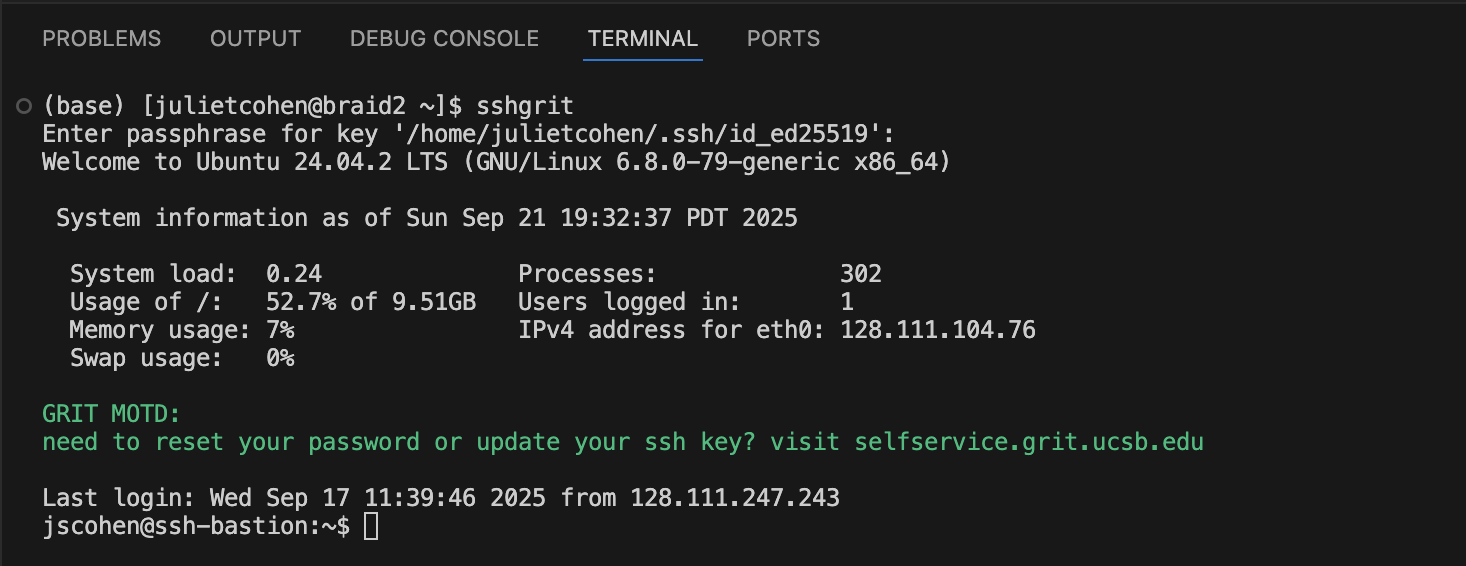 PROBLEMS OUTPUT DEBUG CONSOLE TERMINAL PORTS
(base) [julietcohen@braid2 ~]$ sshgrit
Enter passphrase for key '/home/julietcohen/.ssh/id_ed25519':
Welcome to Ubuntu 24.04.2 LTS (GNU/Linux 6.8.0-79-generic x86_64)
System information as of Sun Sep 21 19:32:37 PDT 2025
System load: 0.24 Processes: 302
Usage of /: 52.7% of 9.51GB Users logged in: 1
Memory usage: 7% IPv4 address for eth0: 128.111.104.76
Swap usage: 0%
GRIT MOTD:
need to reset your password or update your ssh key? visit selfservice.grit.ucsb.edu
Last login: Wed Sep 17 11:39:46 2025 from 128.111.247.243
jscohen@ssh-bastion:~$